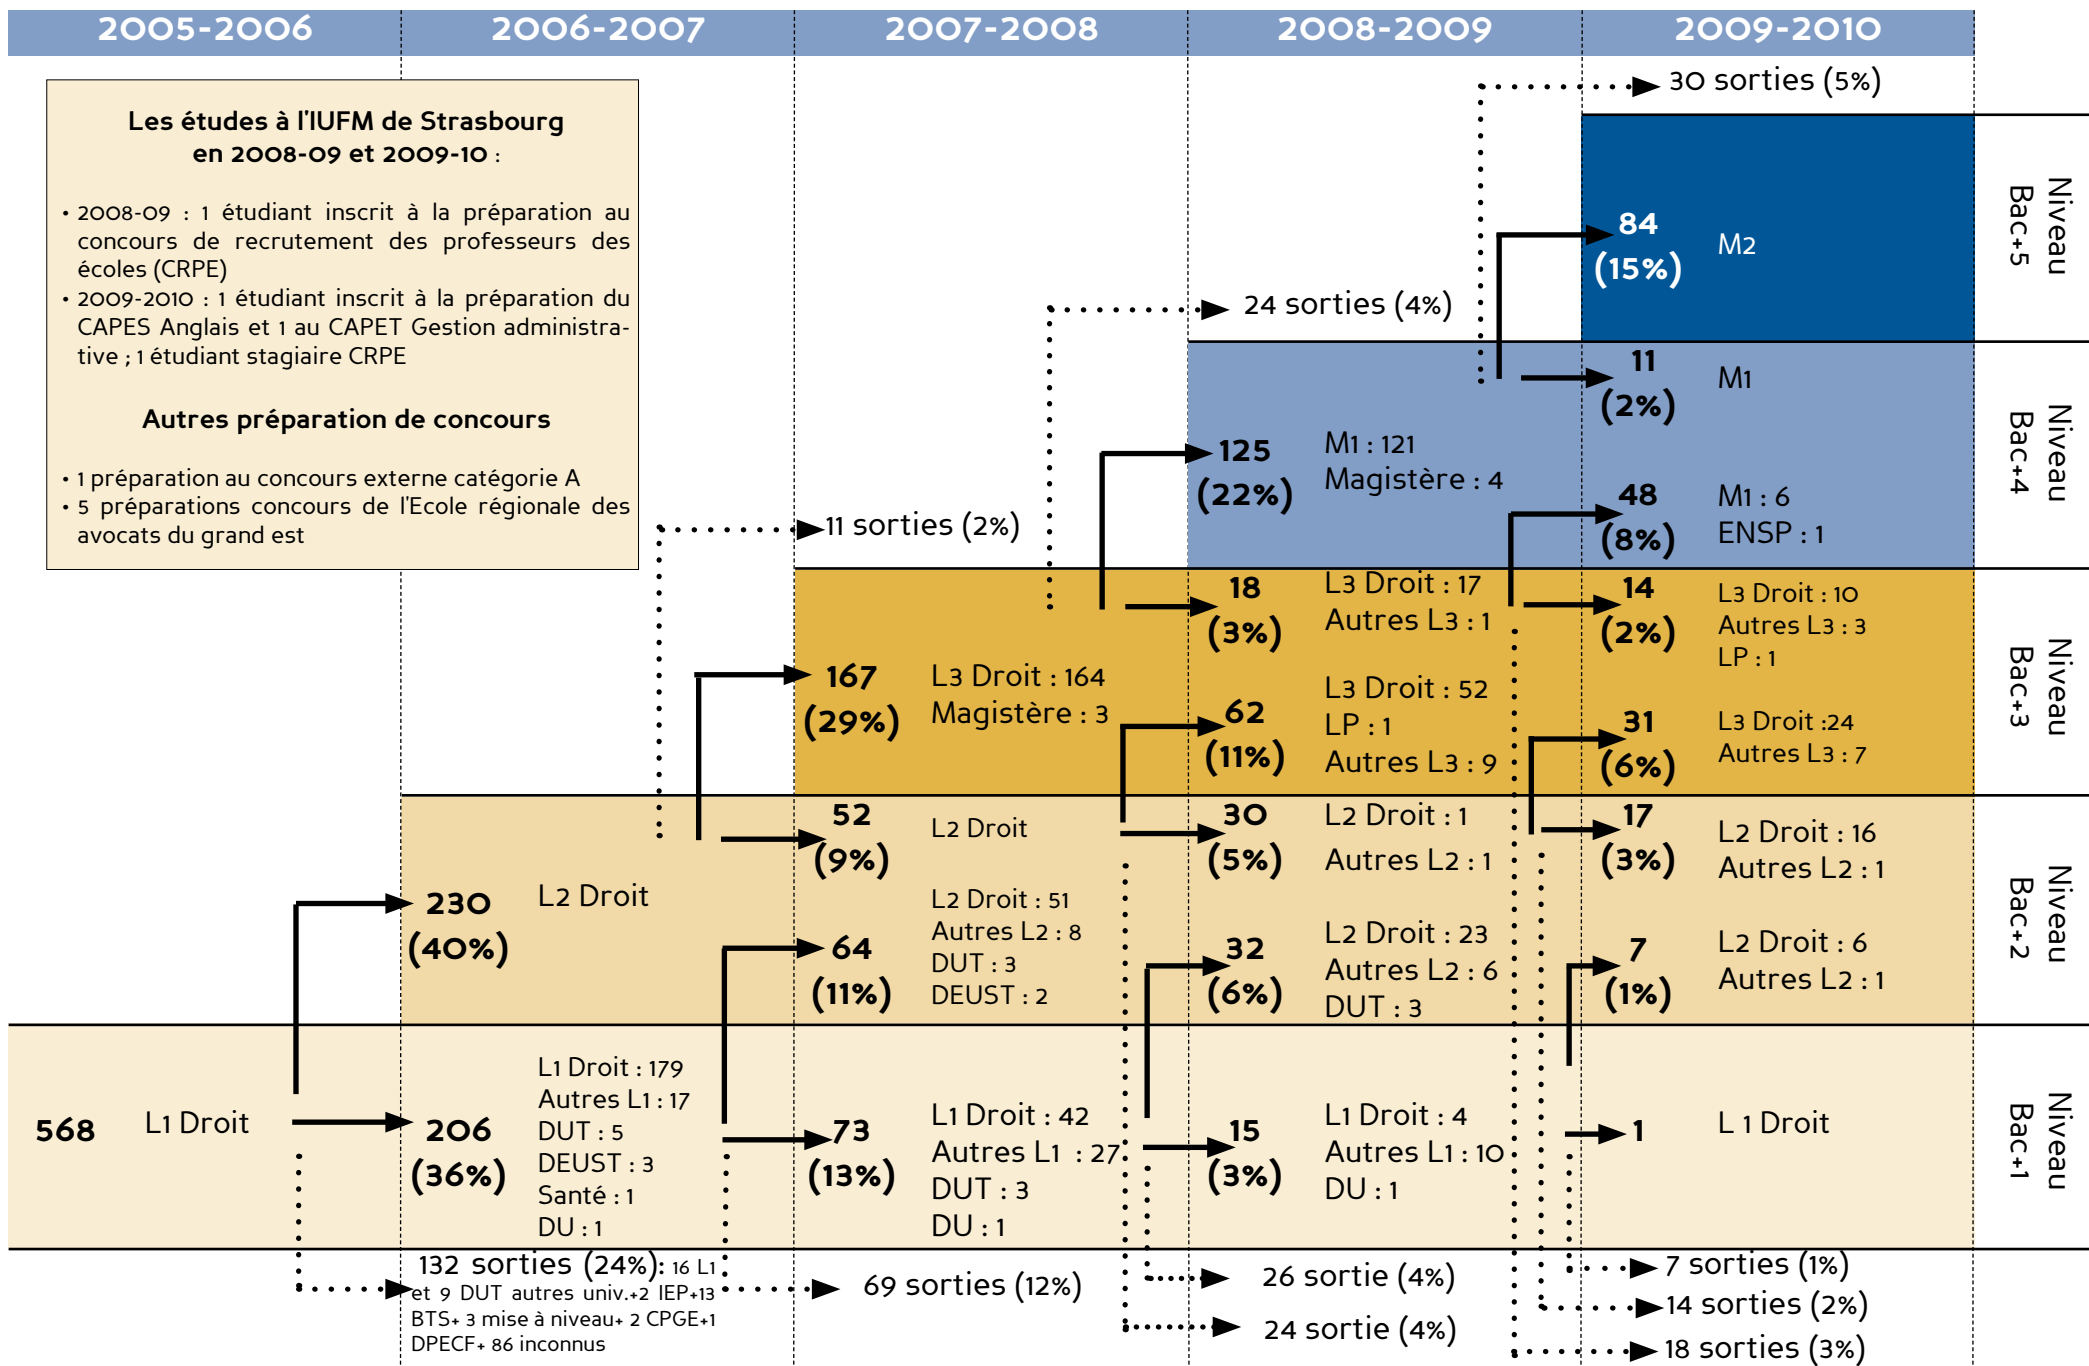 2005-2006
2006-2007
2007-2008
2008-2009
2009-2010
Les études à l'IUFM de Strasbourg
en 2008-09 et 2009-10 :
• 2008-09 : 1 étudiant inscrit à la préparation au
concours de recrutement des professeurs des
écoles (CRPE)
• 2009-2010 : 1 étudiant inscrit à la préparation du
CAPES Anglais et 1 au CAPET Gestion administra-
tive ; 1 étudiant stagiaire CRPE
Autres préparation de concours
• 1 préparation au concours externe catégorie A
• 5 préparations concours de l'Ecole régionale des
avocats du grand est
30 sorties (5%)
84
(15%)
M2
Niveau
Bac+5
24 sorties (4%)
11
(2%)
M1
125
(22%)
M1 : 121
Magistère : 4
48
(8%)
M1 : 6
ENSP : 1
Niveau
Bac+4
11 sorties (2%)
167
(29%)
L3 Droit : 164
Magistère : 3
18
(3%)
L3 Droit : 17
Autres L3 : 1
62
(11%)
L3 Droit : 52
LP : 1
Autres L3 : 9
14
(2%)
L3 Droit : 10
Autres L3 : 3
LP : 1
31
(6%)
L3 Droit :24
Autres L3 : 7
Niveau
Bac+3
230
(40%)
L2 Droit
52
(9%)
L2 Droit
64
(11%)
L2 Droit : 51
Autres L2 : 8
DUT : 3
DEUST : 2
30
(5%)
L2 Droit : 1
Autres L2 : 1
32
(6%)
L2 Droit : 23
Autres L2 : 6
DUT : 3
17
(3%)
L2 Droit : 16
Autres L2 : 1
7
(1%)
L2 Droit : 6
Autres L2 : 1
Niveau
Bac+2
568
L1 Droit
206
(36%)
L1 Droit : 179
Autres L1 : 17
DUT : 5
DEUST : 3
Santé : 1
DU : 1
73
(13%)
L1 Droit : 42
Autres L1 : 27
DUT : 3
DU : 1
15
(3%)
L1 Droit : 4
Autres L1 : 10
DU : 1
1
L 1 Droit
Niveau
Bac+1
132 sorties (24%): 16 L1
et 9 DUT autres univ.+2 IEP+13
BTS+ 3 mise à niveau+ 2 CPGE+1
DPECF+ 86 inconnus
69 sorties (12%)
26 sortie (4%)
24 sortie (4%)
7 sorties (1%)
14 sorties (2%)
18 sorties (3%)